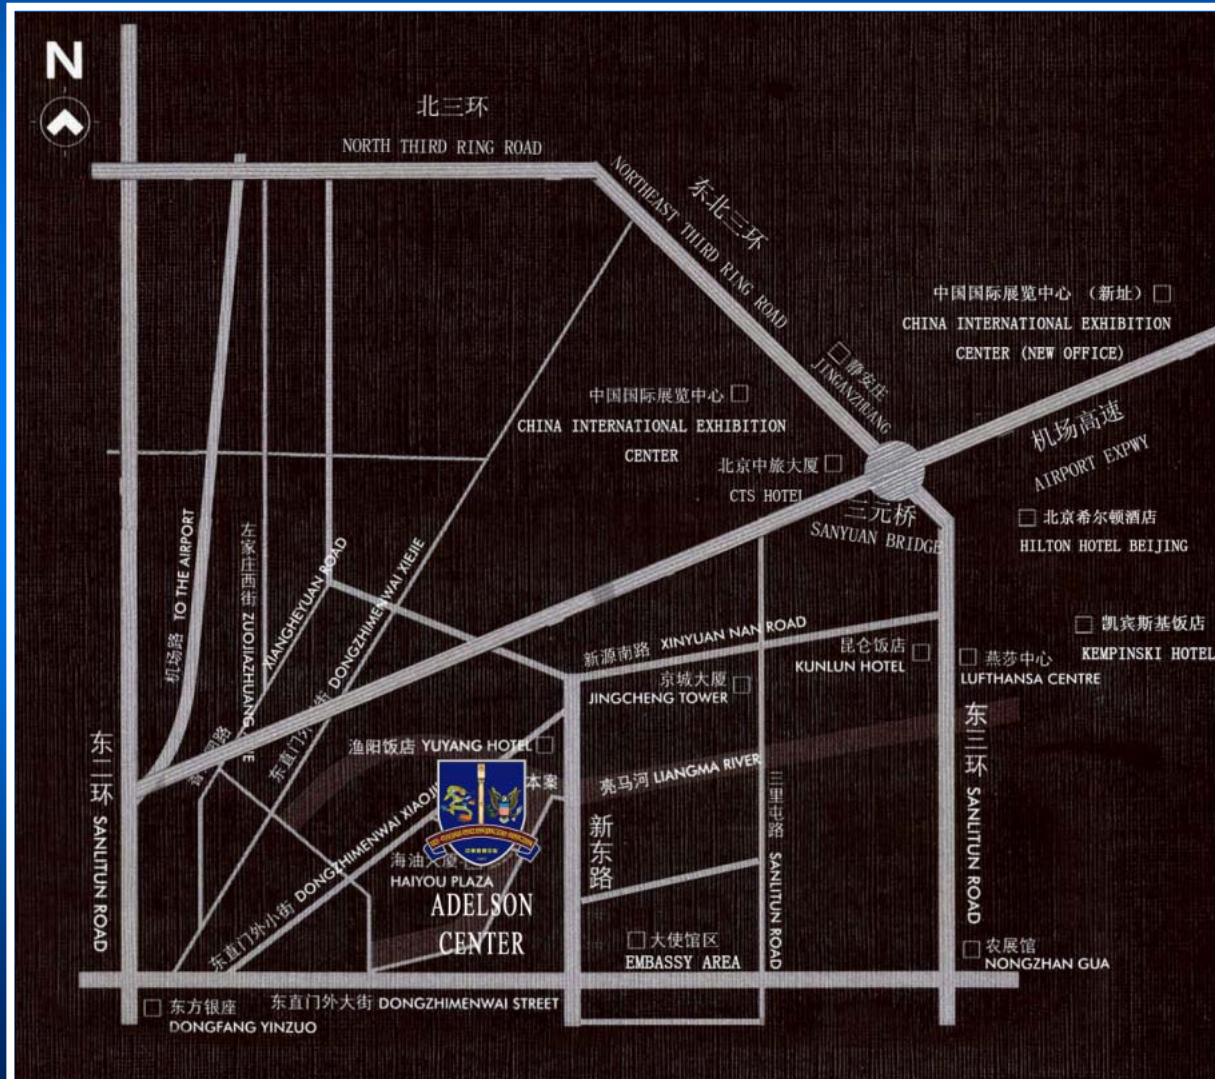 N
北三环
NORTH THIRD RING ROAD
东北三环
NORTHEAST THIRD RING ROAD
中国国际展览中心 （新址）
CHINA INTERNATIONAL EXHIBITION
CENTER (NEW OFFICE)
静安庄
JINGANZHUANG
中国国际展览中心
CHINA INTERNATIONAL EXHIBITION
CENTER
机场高速
AIRPORT EXPWY
北京中旅大厦
CTS HOTEL
三元桥
SANYUAN BRIDGE
北京希尔顿酒店
HILTON HOTEL BEIJING
机场路 TO THE AIRPORT
左家庄西街 ZUOJIAZHUANG
XIANGHEYUAN ROAD
东直门外 DONGZHIMENWAI XIEJIE
新源南路 XINYUAN NAN ROAD
昆仑饭店
KUNLUN HOTEL
凯宾斯基饭店
KEMPINSKI HOTEL
燕莎中心
LUFTHANSA CENTRE
京城大厦
JINGCHENG TOWER
东二环 SANLITUN ROAD
渔阳饭店 YUYANG HOTEL
本案
亮马河 LIANGMA RIVER
三里屯路 SANLITUN ROAD
东三环 SANLITUN ROAD
新东路
海油大厦
HAIYOU PLAZA
ADELSON
CENTER
东直门外小街 DONGZHIMENWAI XIAOJI
大使馆区
EMBASSY AREA
农展馆
NONGZHAN GUA
东方银座
DONGFANG YINZUO
东直门外大街 DONGZHIMENWAI STREET